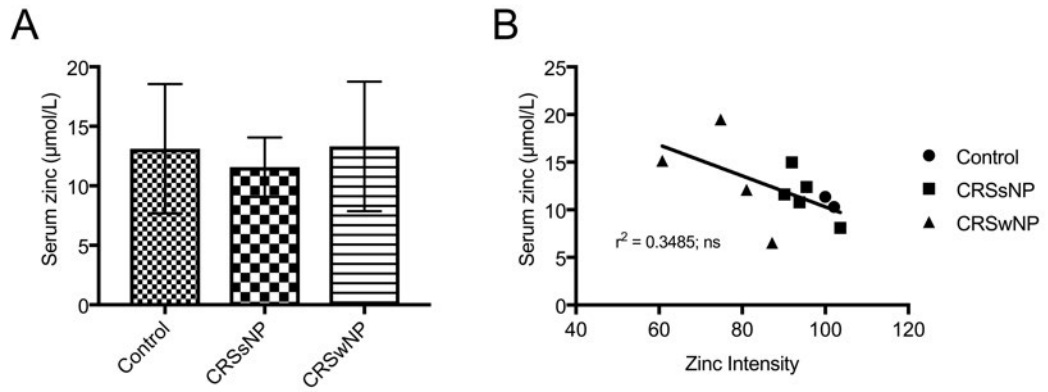 A
Serum zinc (μmol/L)
20
15
10
5
0
Control
CRSsNP
CRSwNP
B
Serum zinc (μmol/L)
25
20
15
10
5
0
r² = 0.3485; ns
40
60
80
100
120
Zinc Intensity
Control
CRSsNP
CRSwNP